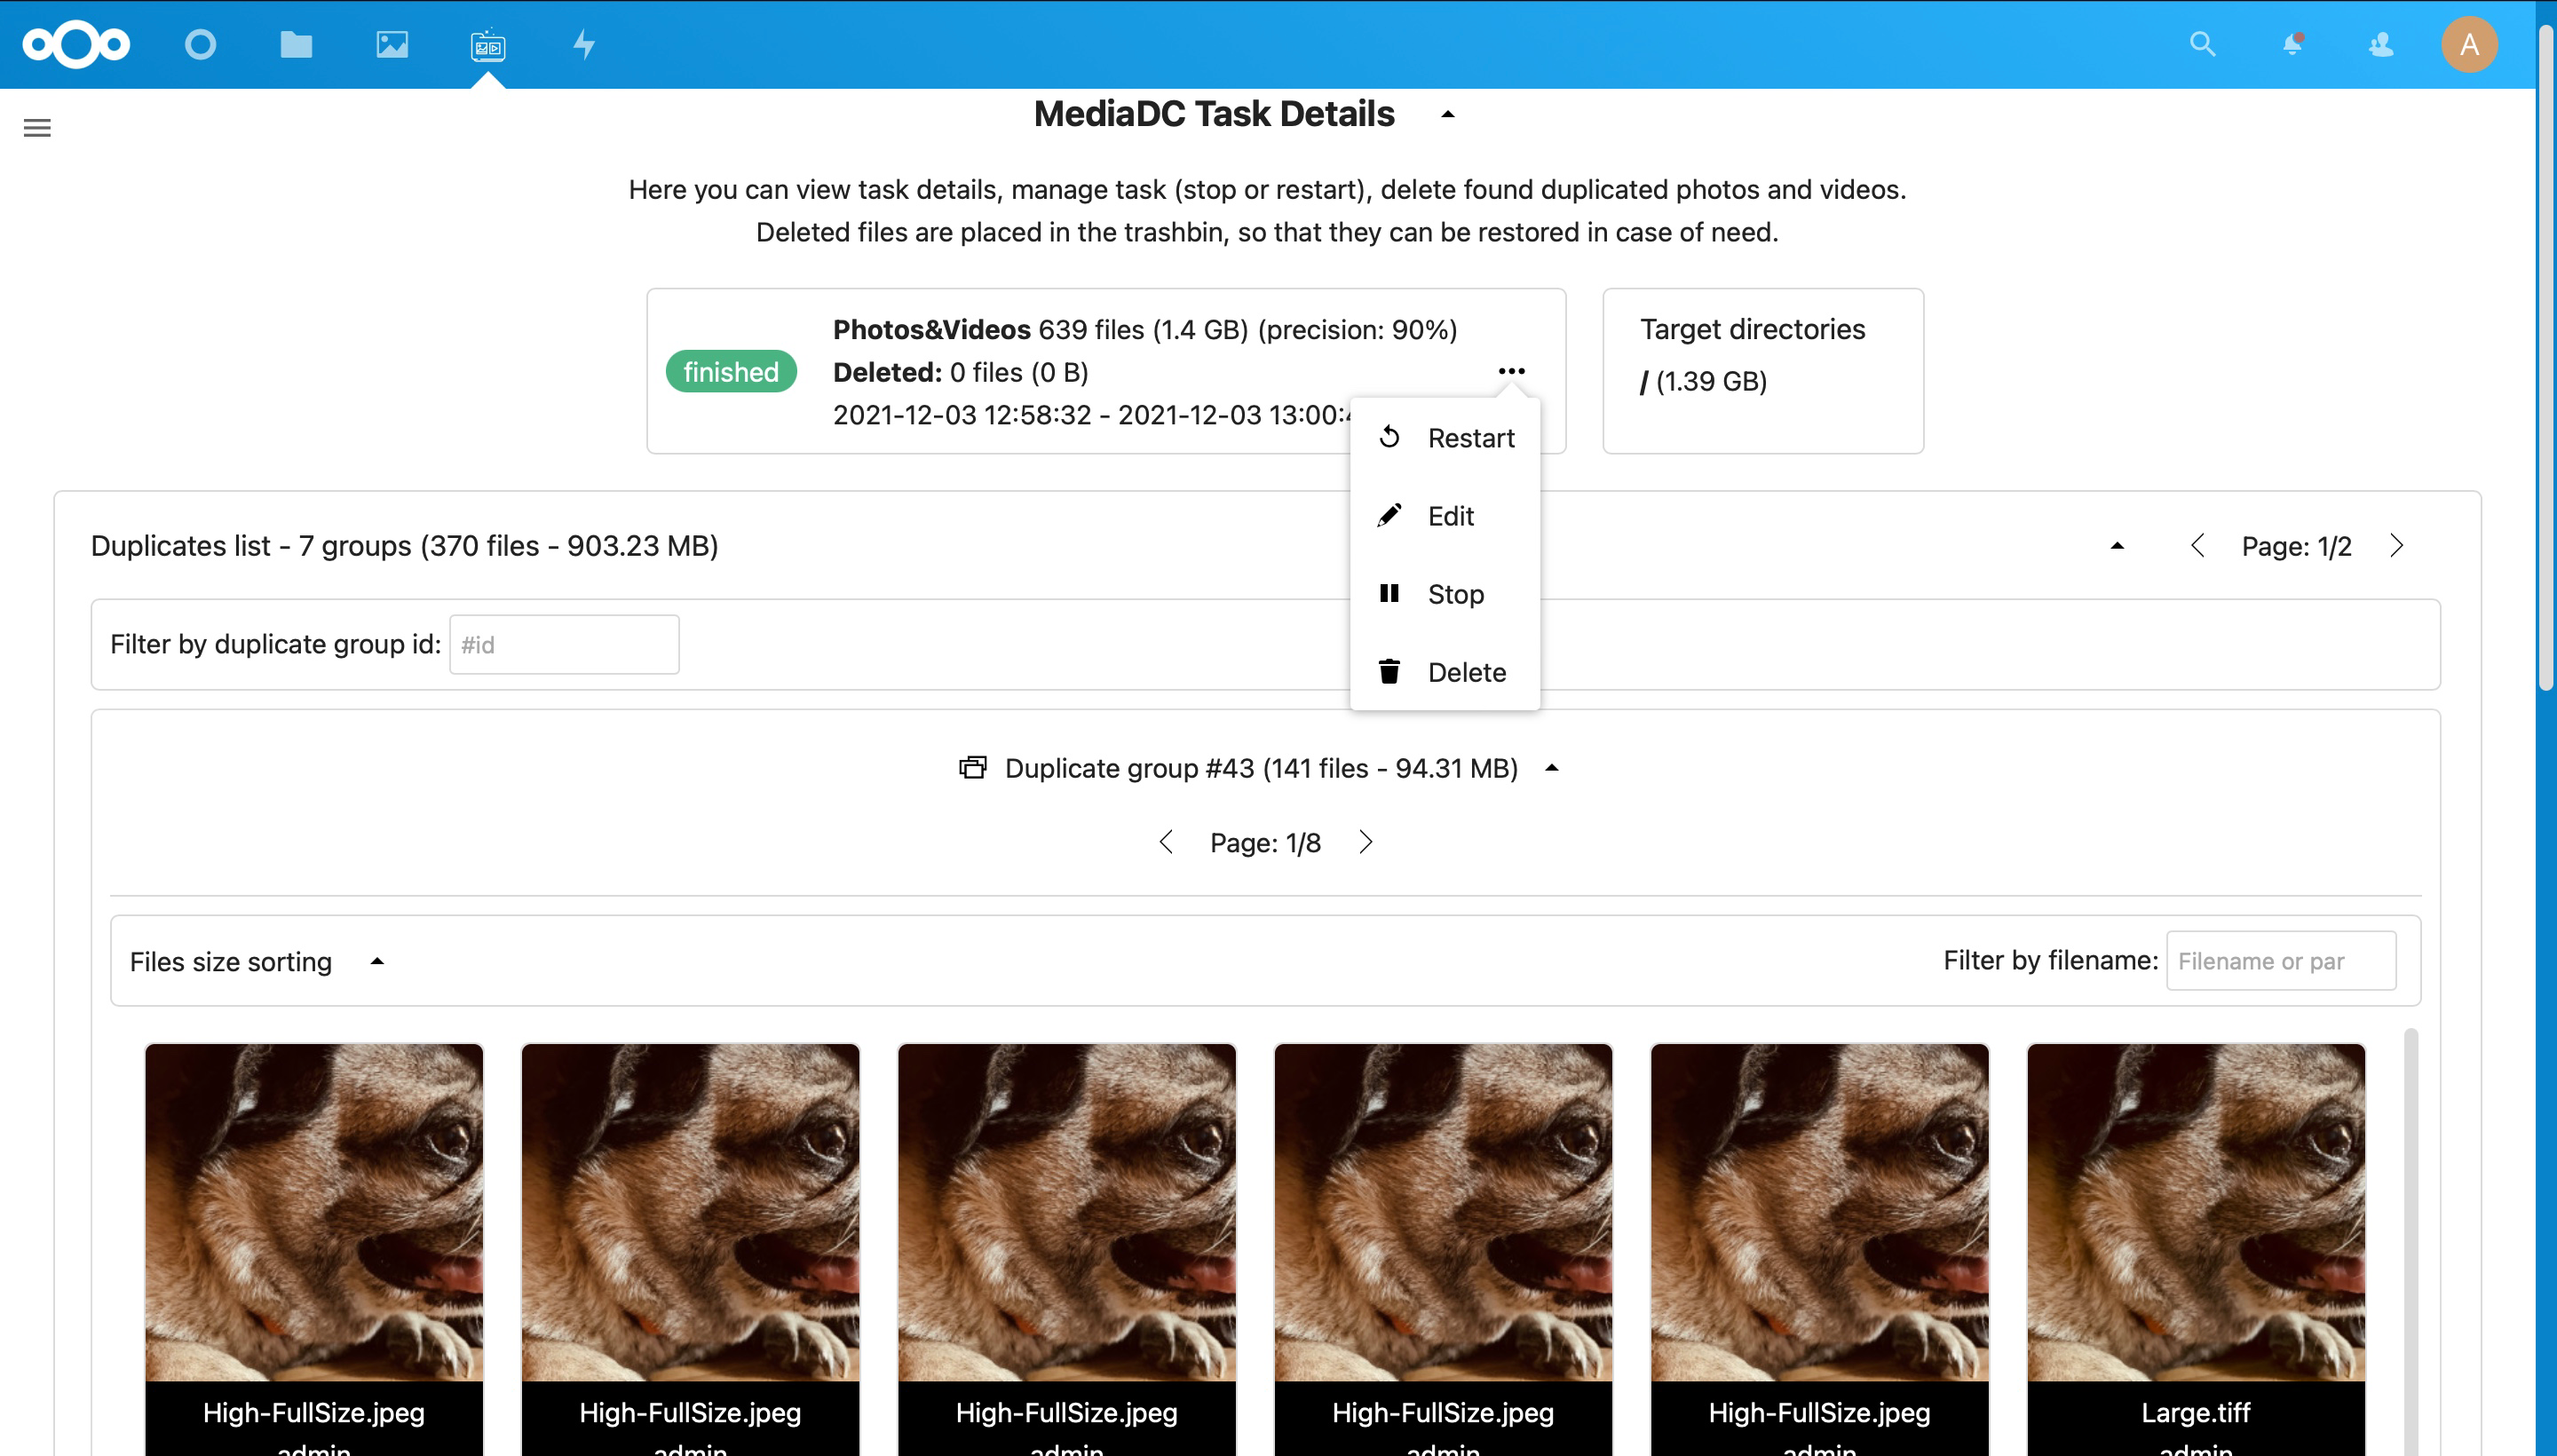 A
MediaDC Task Details
Here you can view task details, manage task (stop or restart), delete found duplicated photos and videos.
Deleted files are placed in the trashbin, so that they can be restored in case of need.
finished
Photos&Videos 639 files (1.4 GB) (precision: 90%)
Deleted: 0 files (0 B)
2021-12-03 12:58:32 - 2021-12-03 13:00:
Target directories
/ (1.39 GB)
Restart
Edit
Stop
Delete
Duplicates list - 7 groups (370 files - 903.23 MB)
Page: 1/2
Filter by duplicate group id: #id
Duplicate group #43 (141 files - 94.31 MB)
Page: 1/8
Files size sorting
Filter by filename: Filename or par
High-FullSize.jpeg
admin
High-FullSize.jpeg
admin
High-FullSize.jpeg
admin
High-FullSize.jpeg
admin
High-FullSize.jpeg
admin
Large.tiff
admin